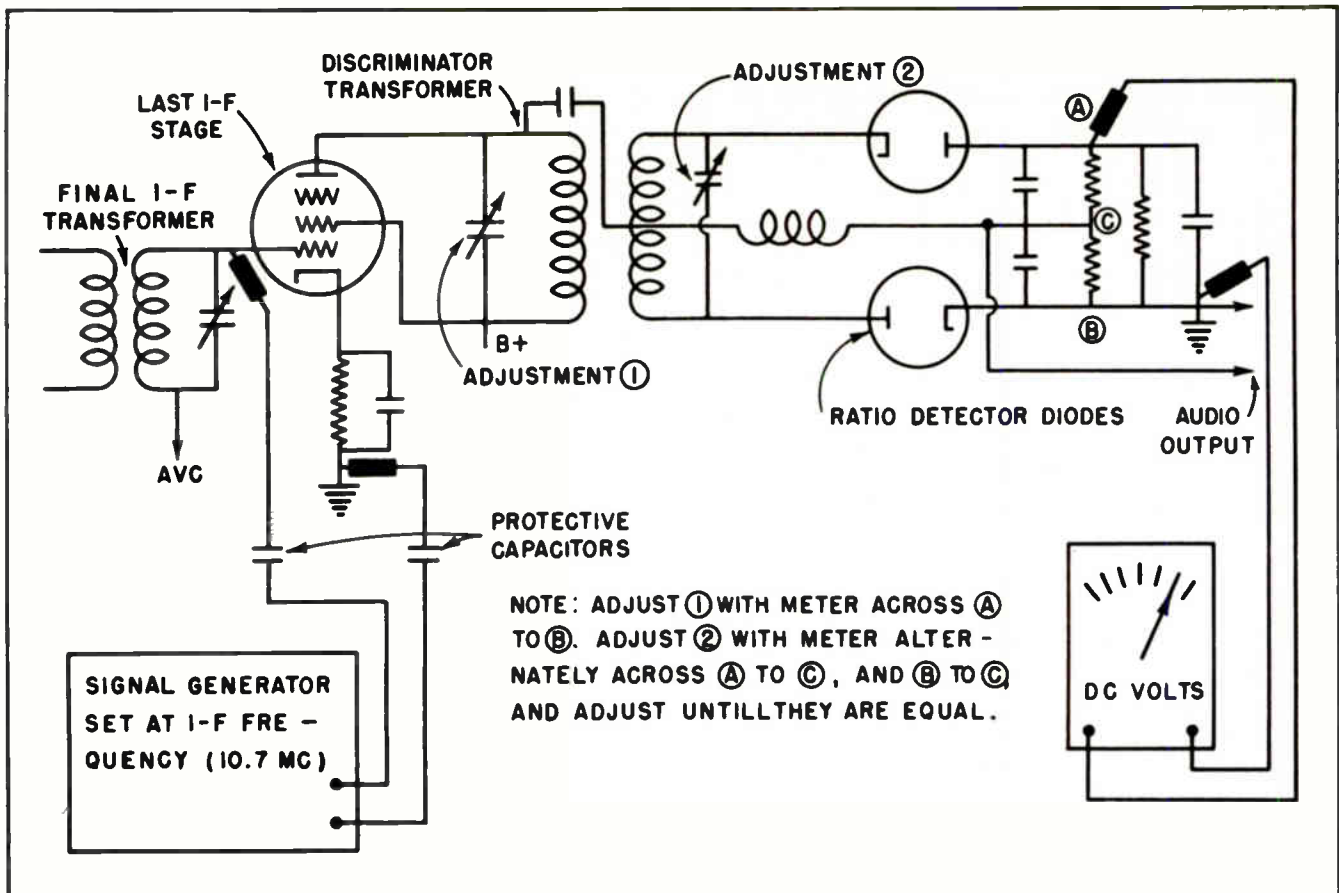 DISCRIMINATOR
TRANSFORMER
ADJUSTMENT ②
LAST I-F
STAGE
Ⓐ
FINAL I-F
TRANSFORMER
Ⓒ
B+
ADJUSTMENT ①
Ⓑ
RATIO DETECTOR DIODES
AUDIO
OUTPUT
AVC
PROTECTIVE
CAPACITORS
NOTE: ADJUST ① WITH METER ACROSS Ⓐ
TO Ⓑ. ADJUST ② WITH METER ALTER -
NATELY ACROSS Ⓐ TO Ⓒ, AND Ⓑ TO Ⓒ,
AND ADJUST UNTILLTHEY ARE EQUAL.
SIGNAL GENERATOR
SET AT I-F FRE -
QUENCY (10.7 MC)
DC VOLTS